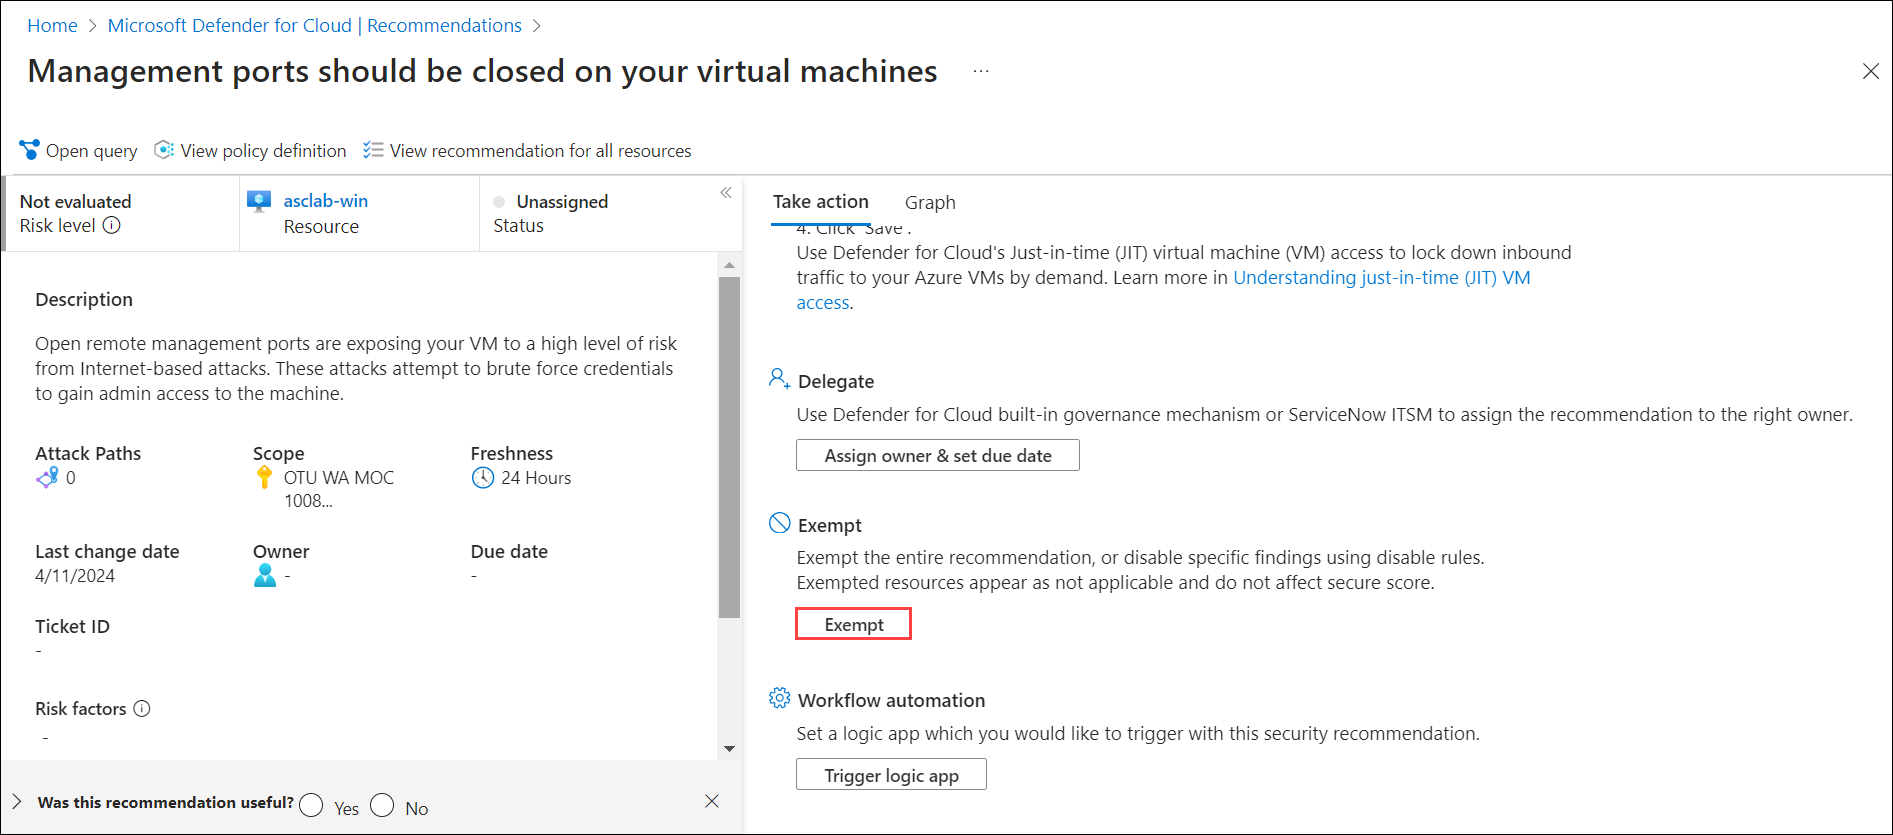 Home > Microsoft Defender for Cloud | Recommendations >
Management ports should be closed on your virtual machines ...
Open query View policy definition View recommendation for all resources
Not evaluated
Risk level
asclab-win
Resource
Unassigned
Status
Description
Open remote management ports are exposing your VM to a high level of risk
from Internet-based attacks. These attacks attempt to brute force credentials
to gain admin access to the machine.
Attack Paths
0
Scope
OTU WA MOC
1008...
Freshness
24 Hours
Last change date
4/11/2024
Owner
-
Due date
-
Ticket ID
-
Risk factors
-
Was this recommendation useful? Yes No
Take action Graph
4. Click 'Save'.
Use Defender for Cloud's Just-in-time (JIT) virtual machine (VM) access to lock down inbound
traffic to your Azure VMs by demand. Learn more in Understanding just-in-time (JIT) VM
access.
Delegate
Use Defender for Cloud built-in governance mechanism or ServiceNow ITSM to assign the recommendation to the right owner.
Assign owner & set due date
Exempt
Exempt the entire recommendation, or disable specific findings using disable rules.
Exempted resources appear as not applicable and do not affect secure score.
Exempt
Workflow automation
Set a logic app which you would like to trigger with this security recommendation.
Trigger logic app